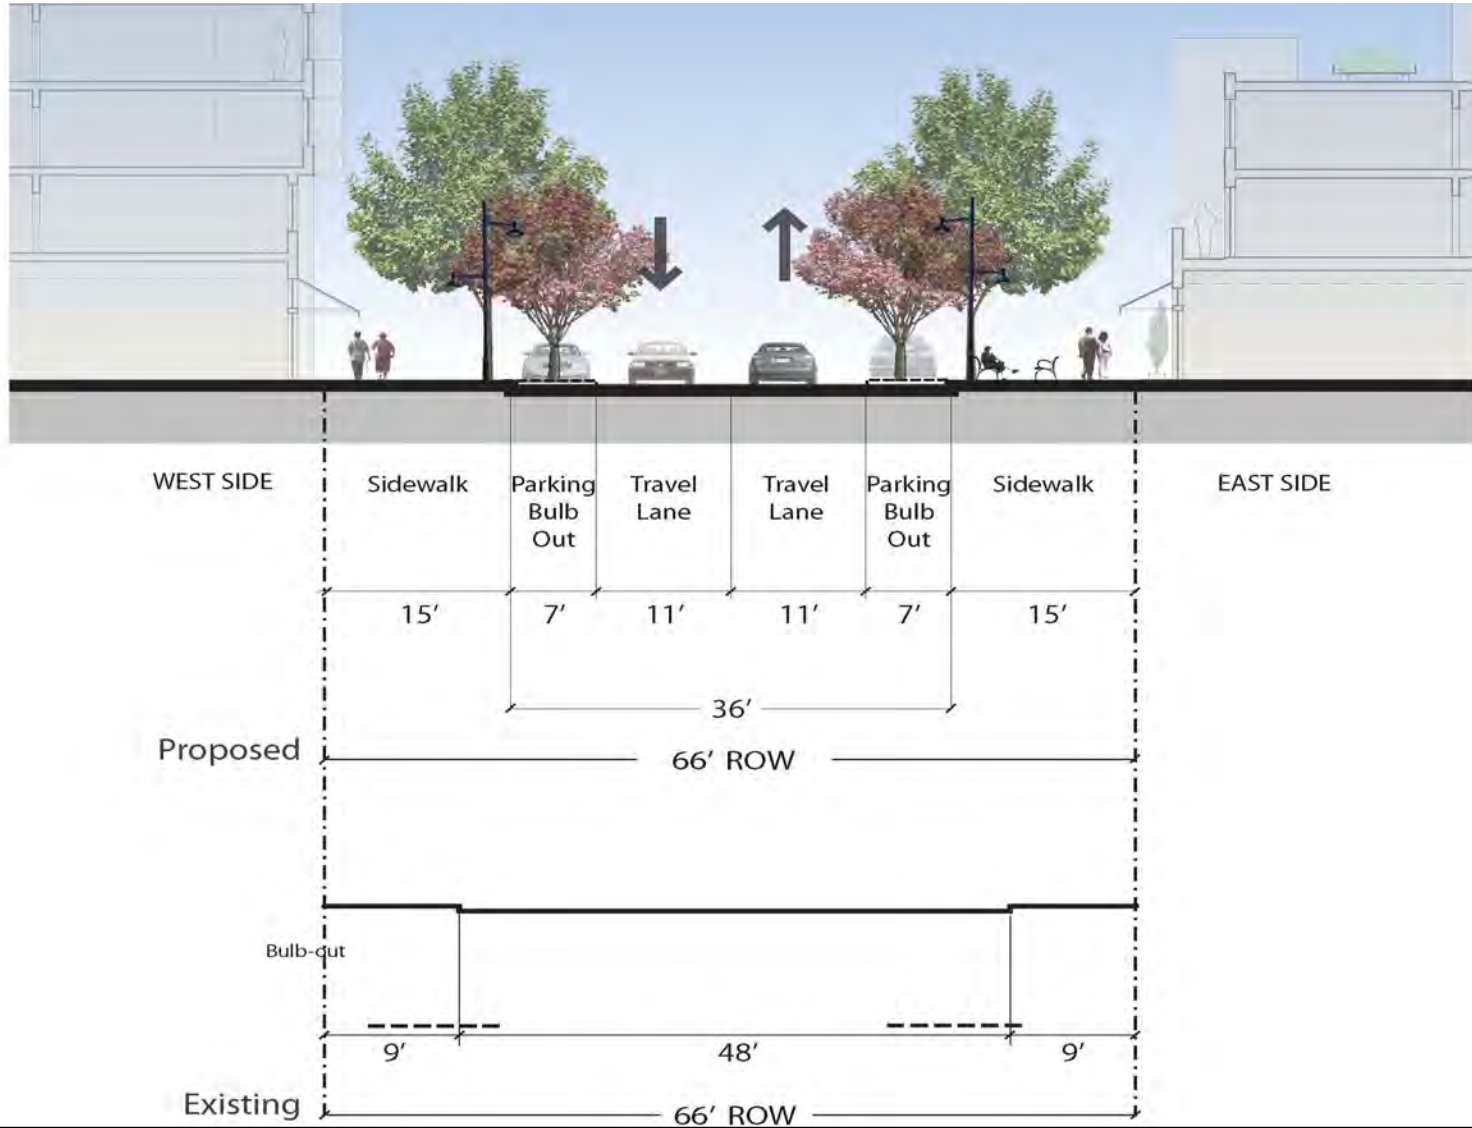 WEST SIDE
Sidewalk
Parking
Bulb
Out
Travel
Lane
Travel
Lane
Parking
Bulb
Out
Sidewalk
EAST SIDE
15′ 7′ 11′ 11′ 7′ 15′
36′
Proposed
66′ ROW
Bulb-out
9′ 48′ 9′
Existing
66′ ROW